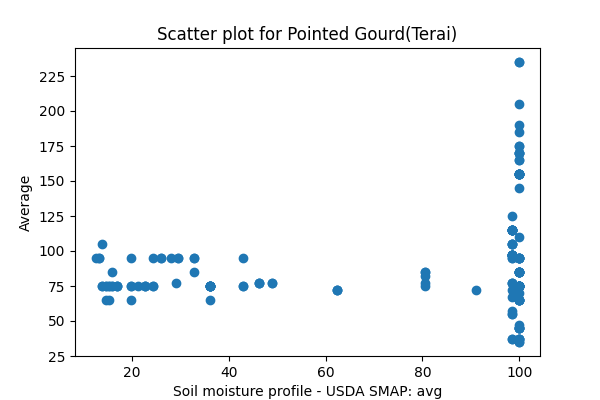 Scatter plot for Pointed Gourd(Terai)
225
200
175
150
125
100
75
50
25
Average
20 40 60 80 100
Soil moisture profile - USDA SMAP: avg